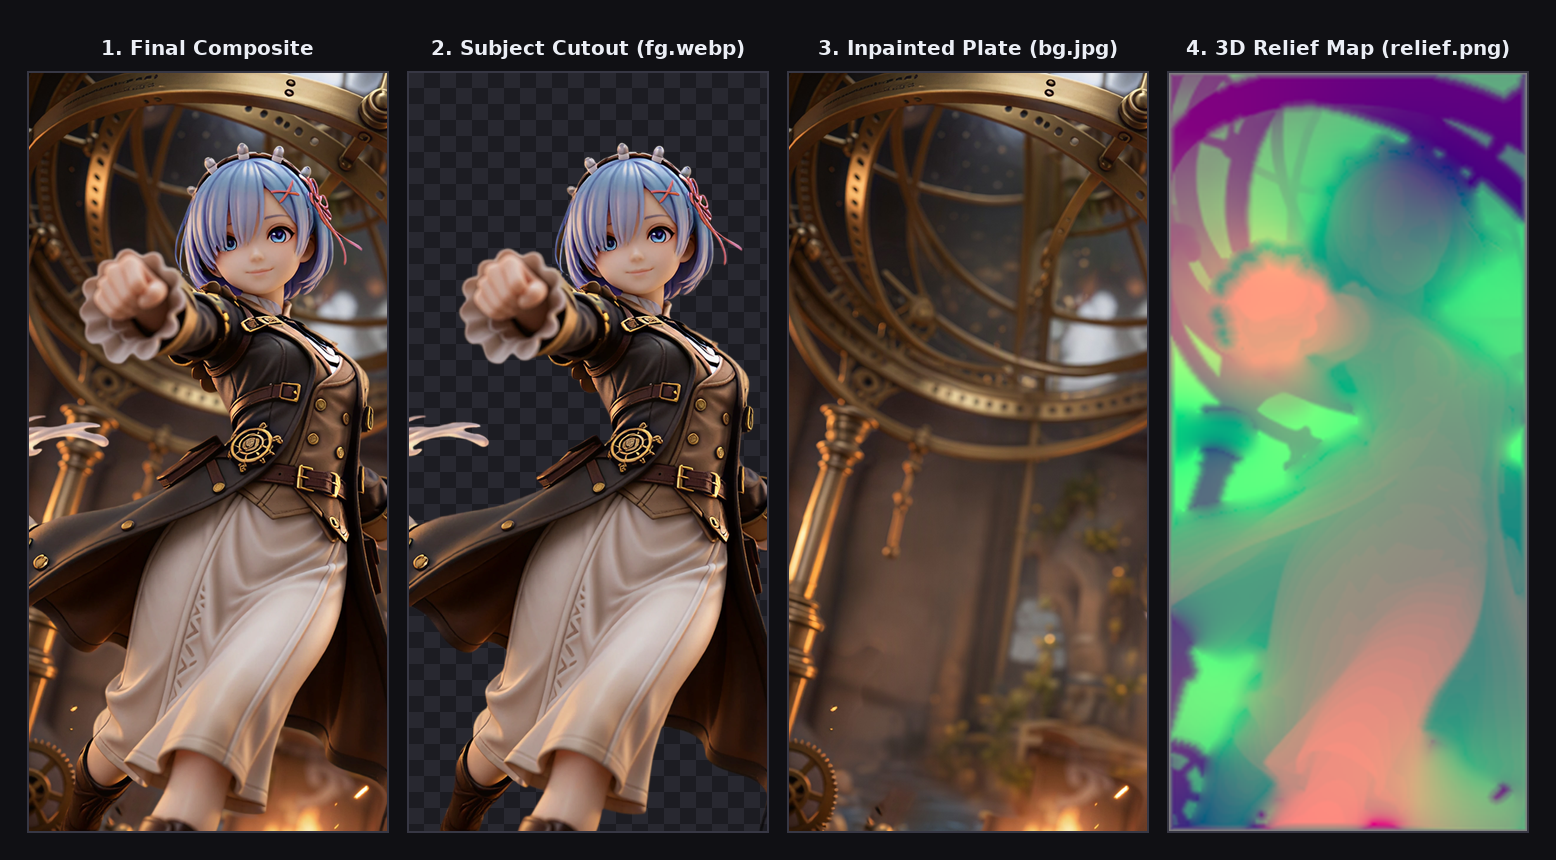 1. Final Composite
2. Subject Cutout (fg.webp)
3. Inpainted Plate (bg.jpg)
4. 3D Relief Map (relief.png)